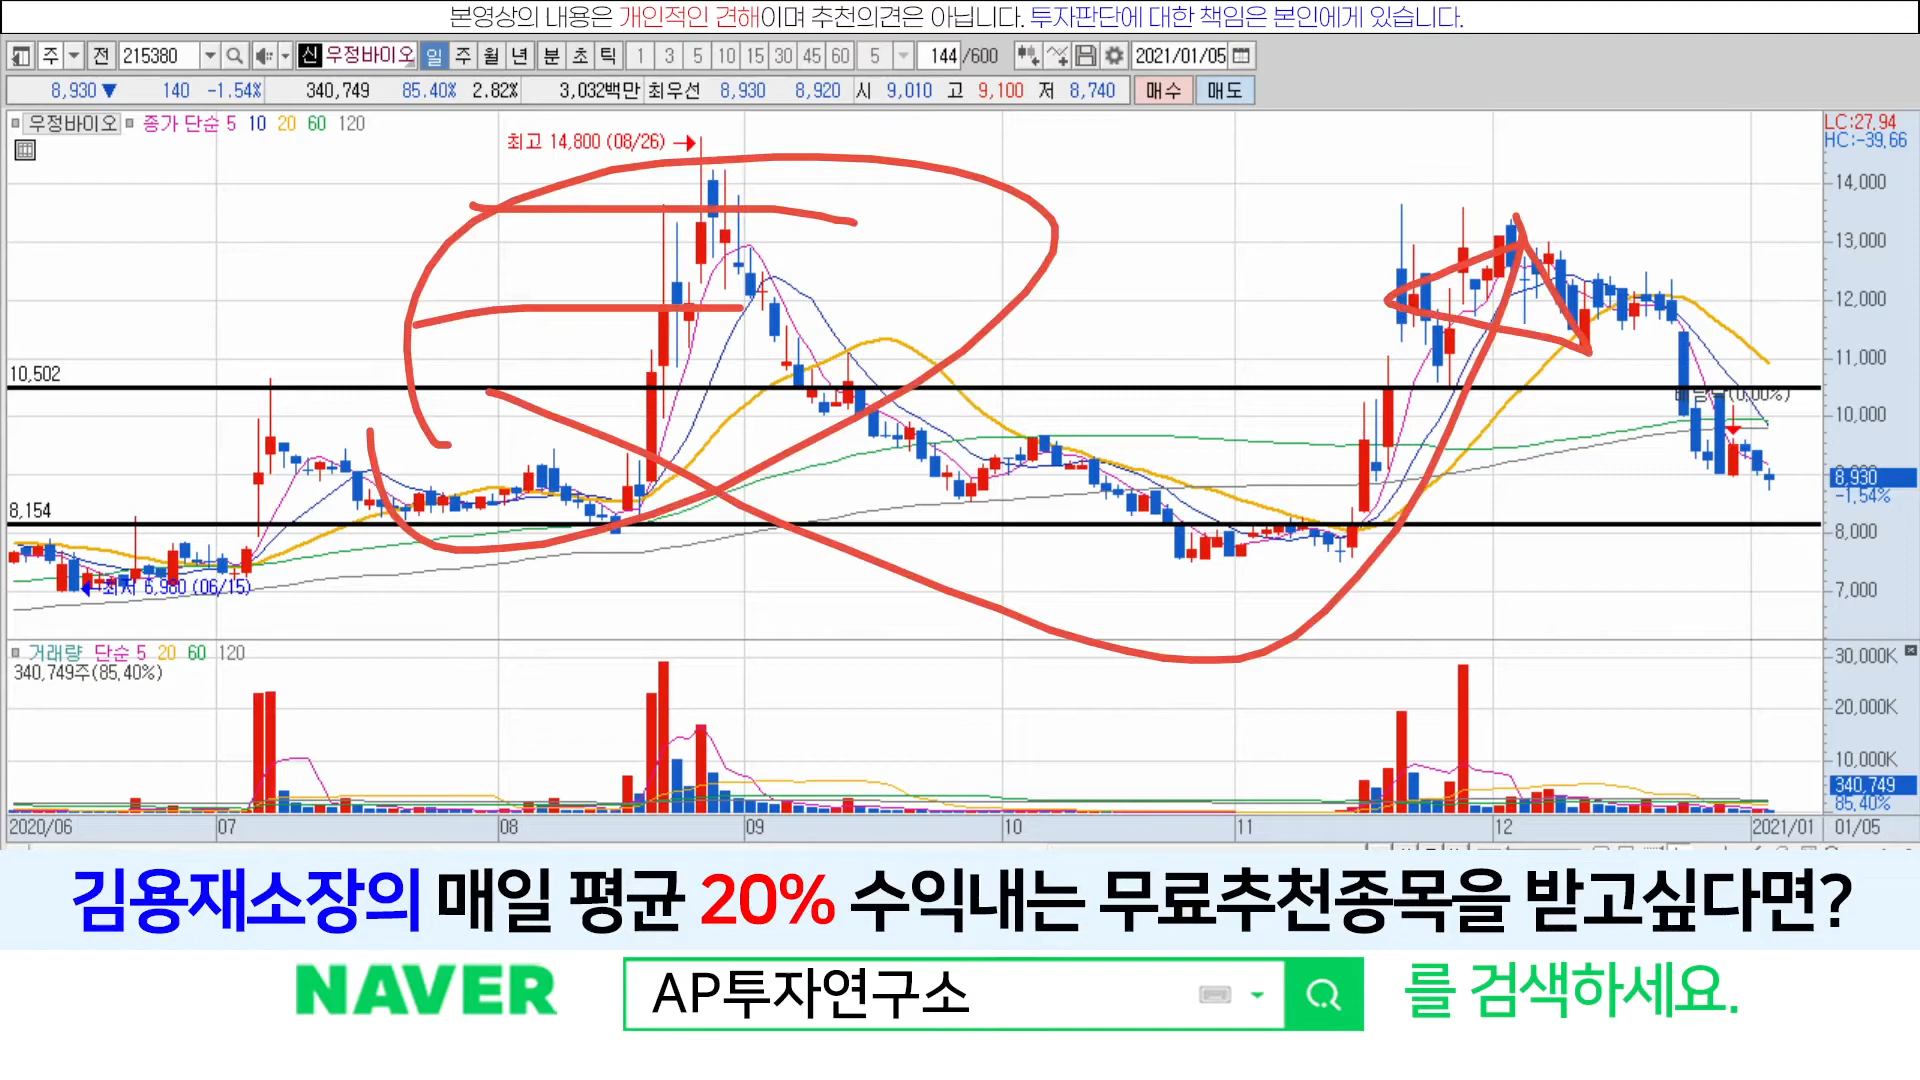 본영상의 내용은 개인적인 견해이며 추천의견은 아닙니다. 투자판단에 대한 책임은 본인에게 있습니다.
주 전 215380 신 우정바이오 일 주 월 년 분 초 틱 1 3 5 10 15 30 45 60 5 144 /600 2021/01/05
8,930 ▼ 140 -1.54% 340,749 85.40% 2.82% 3,032백만 최우선 8,930 8,920 시 9,010 고 9,100 저 8,740 매수 매도
우정바이오 종가 단순 5 10 20 60 120
LC:27.94
HC:-39.66
최고 14,800 (08/26)
14,000
13,000
12,000
11,000
10,502
(0.00%)
10,000
8,930
-1.54%
8,154
8,000
최저 6,980 (06/15)
7,000
거래량 단순 5 20 60 120
30,000K
340,749주(85.40%)
20,000K
10,000K
340,749
85.40%
2020/06 07 08 09 10 11 12 2021/01 01/05
김용재소장의 매일 평균 20% 수익내는 무료추천종목을 받고싶다면?
NAVER AP투자연구소 를 검색하세요.